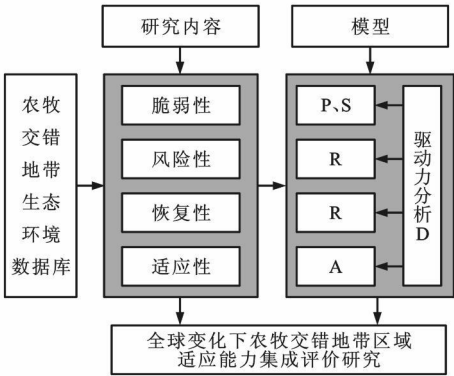 研究内容
模型
农牧
交错
地带
生态
环境
数据库
脆弱性
风险性
恢复性
适应性
P、S
R
R
A
驱动力分析D
全球变化下农牧交错地带区域
适应能力集成评价研究